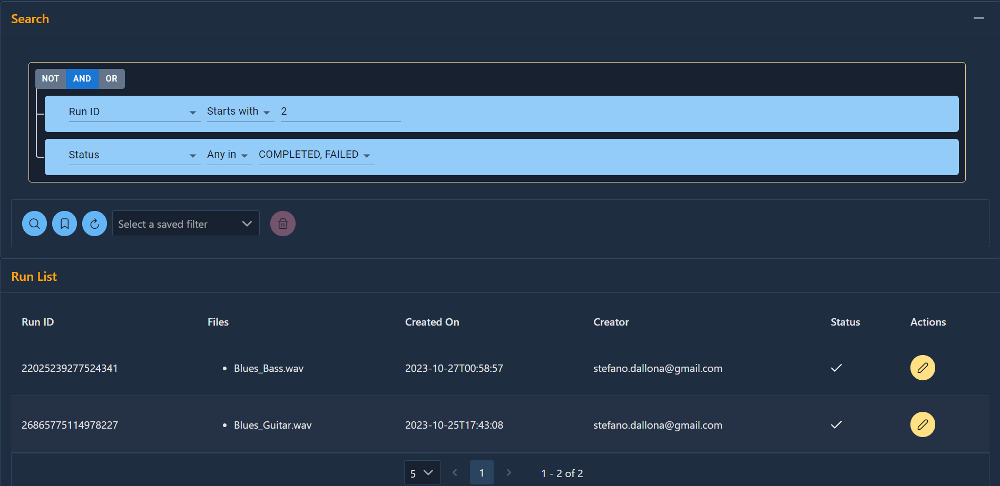 Search
NOT AND OR
Run ID Starts with 2
Status Any in COMPLETED, FAILED
Select a saved filter
Run List
Run ID Files Created On Creator Status Actions
22025239277524341 • Blues_Bass.wav 2023-10-27T00:58:57 stefano.dallona@gmail.com
26865775114978227 • Blues_Guitar.wav 2023-10-25T17:43:08 stefano.dallona@gmail.com
5 1 1 - 2 of 2